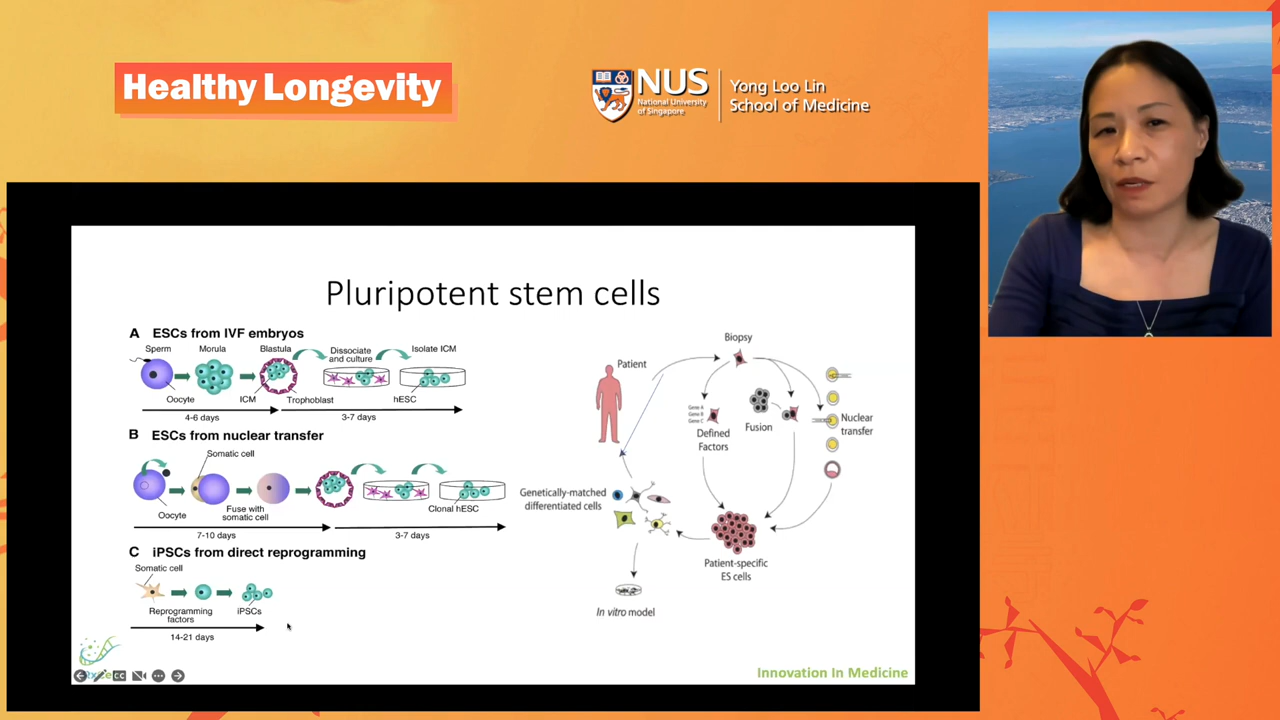 Healthy Longevity
NUS
National University
of Singapore
Yong Loo Lin
School of Medicine
Pluripotent stem cells
A ESCs from IVF embryos
Sperm
Morula
Blastula
Dissociate
and culture
Isolate ICM
Oocyte
ICM
Trophoblast
hESC
4-6 days
3-7 days
B ESCs from nuclear transfer
Somatic cell
Oocyte
Fuse with
somatic cell
Clonal hESC
7-10 days
3-7 days
C iPSCs from direct reprogramming
Somatic cell
Reprogramming
factors
iPSCs
14-21 days
Biopsy
Patient
Gene A
Gene B
Gene C
Defined
Factors
Fusion
Nuclear
transfer
Genetically-matched
differentiated cells
Patient-specific
ES cells
In vitro model
CC
Innovation In Medicine